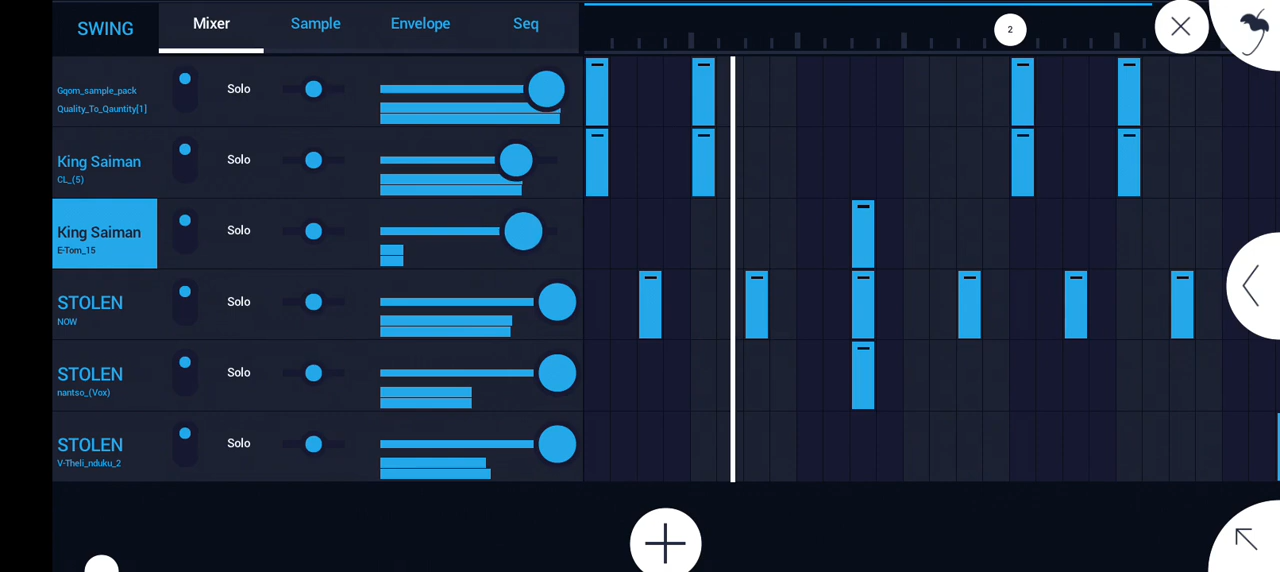 SWING
Mixer
Sample
Envelope
Seq
2
Gqom_sample_pack
Quality_To_Qauntity[1]
Solo
King Saiman
CL_(5)
Solo
King Saiman
E-Tom_15
Solo
STOLEN
NOW
Solo
STOLEN
nantso_(Vox)
Solo
STOLEN
V-Theli_nduku_2
Solo